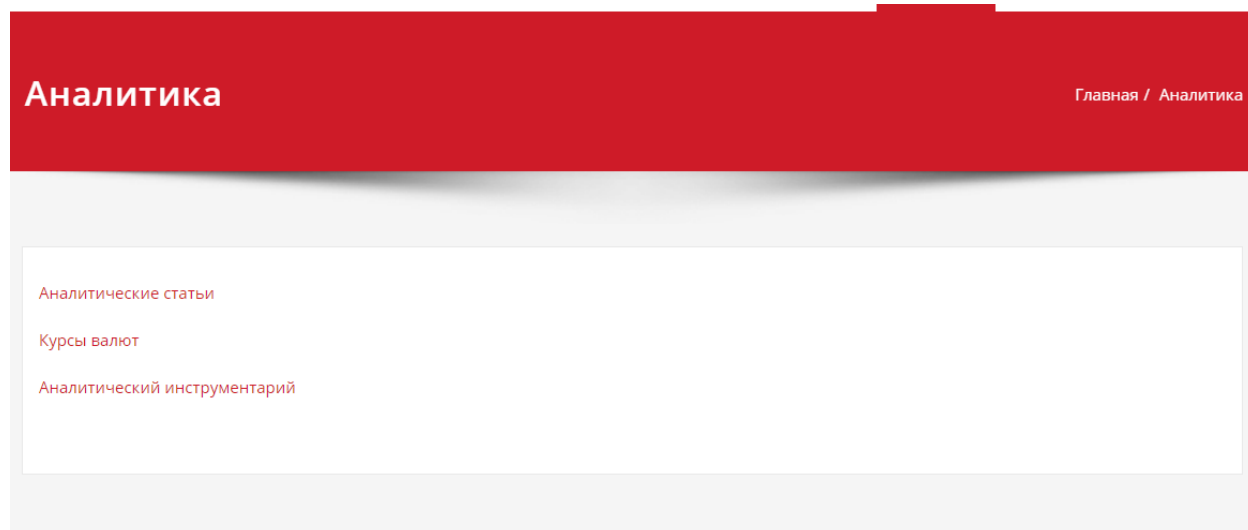 Аналитика
Главная / Аналитика
Аналитические статьи
Курсы валют
Аналитический инструментарий